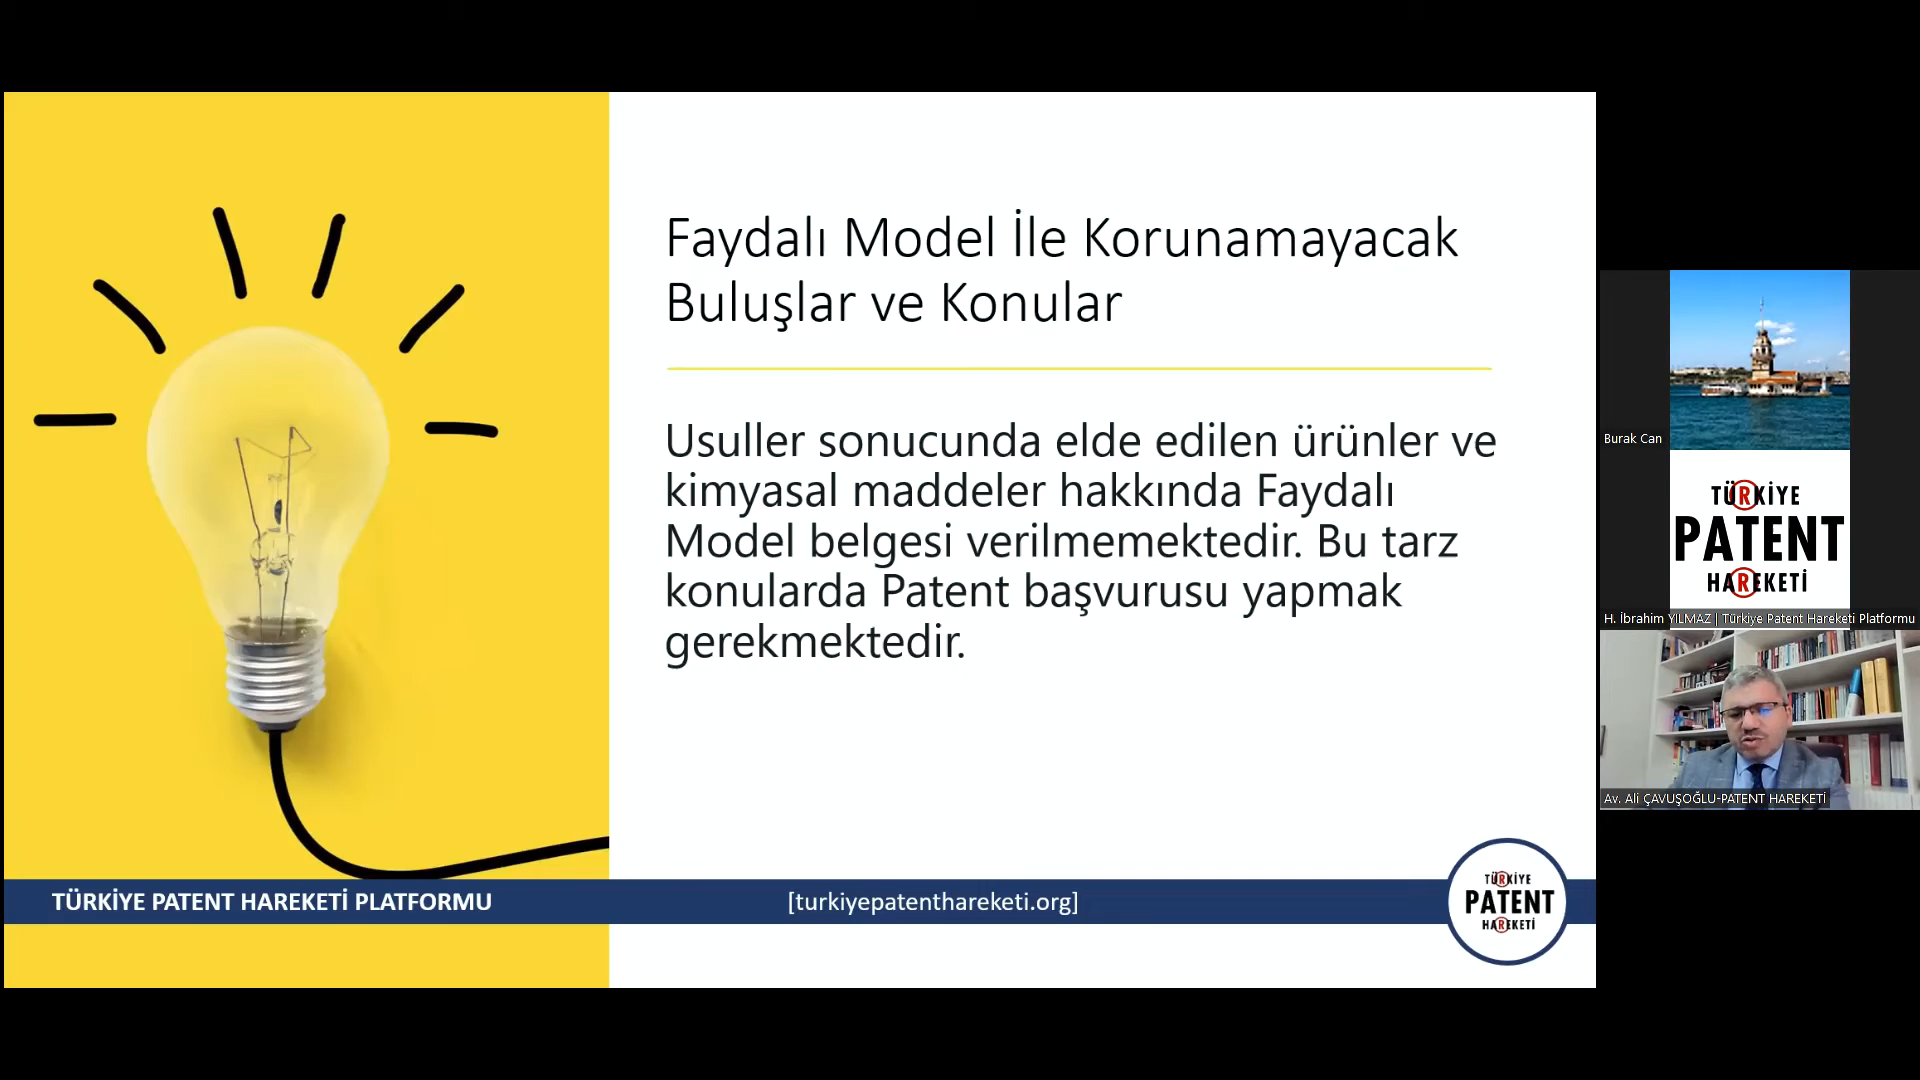 Faydalı Model İle Korunamayacak
Buluşlar ve Konular
Usuller sonucunda elde edilen ürünler ve
kimyasal maddeler hakkında Faydalı
Model belgesi verilmemektedir. Bu tarz
konularda Patent başvurusu yapmak
gerekmektedir.
TÜRKİYE PATENT HAREKETİ PLATFORMU
[turkiyepatenthareketi.org]
TÜRKİYE
PATENT
HAREKETİ
Burak Can
TÜRKİYE
PATENT
HAREKETİ
H. İbrahim YILMAZ | Türkiye Patent Hareketi Platformu
Av. Ali ÇAVUŞOĞLU-PATENT HAREKETİ